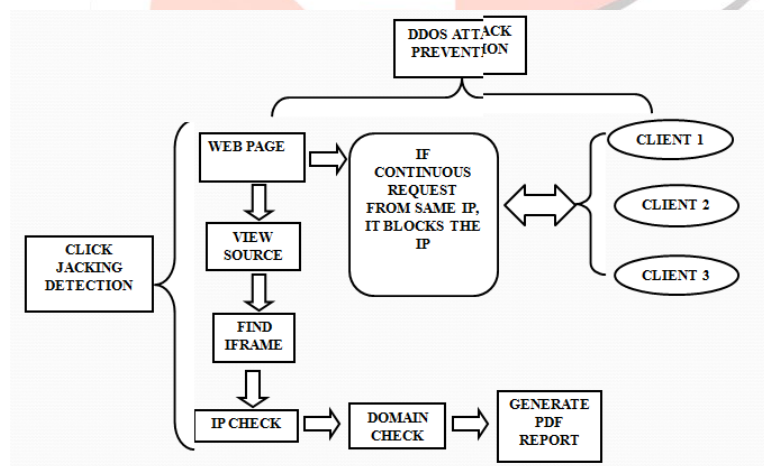 DDOS ATTACK
PREVENTION
WEB PAGE
IF
CONTINUOUS
REQUEST
FROM SAME IP,
IT BLOCKS THE
IP
CLIENT 1
CLIENT 2
CLIENT 3
CLICK
JACKING
DETECTION
VIEW
SOURCE
FIND
IFRAME
IP CHECK
DOMAIN
CHECK
GENERATE
PDF
REPORT